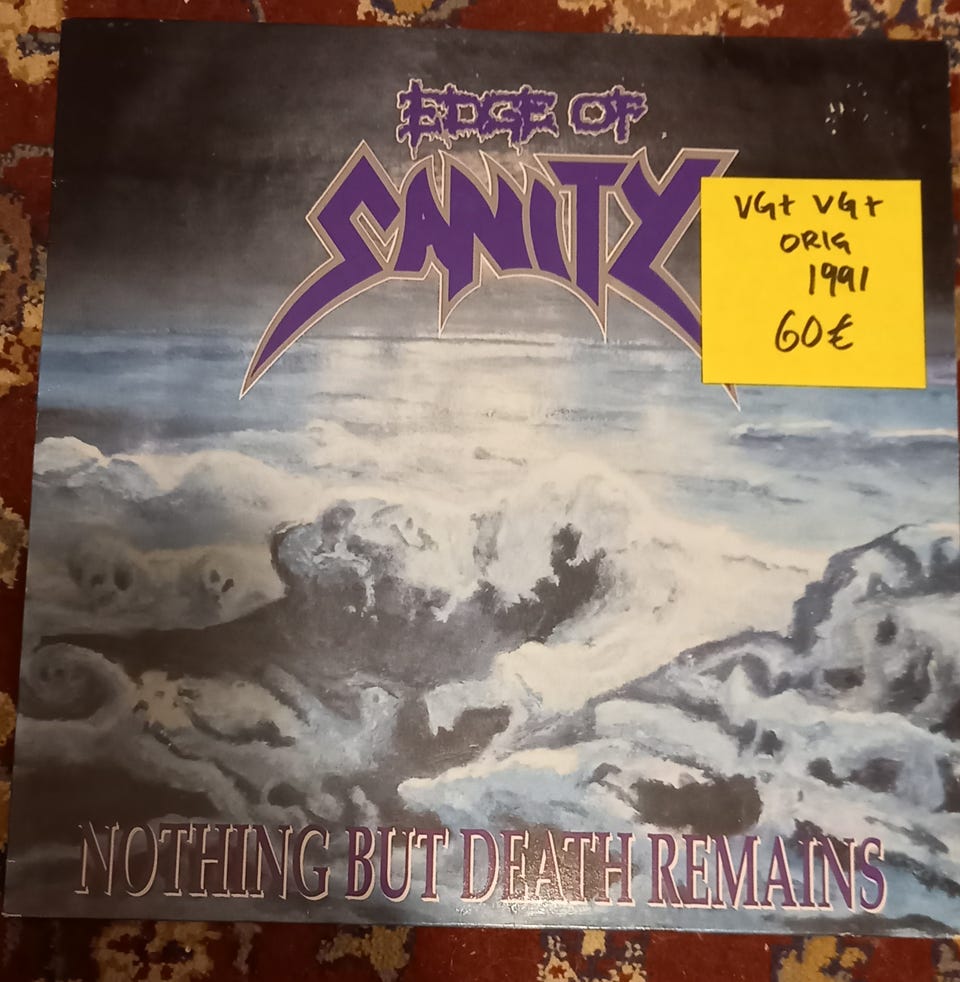 EDGE OF
SANITY
VG+ VG+
ORIG
1991
60€
NOTHING BUT DEATH REMAINS